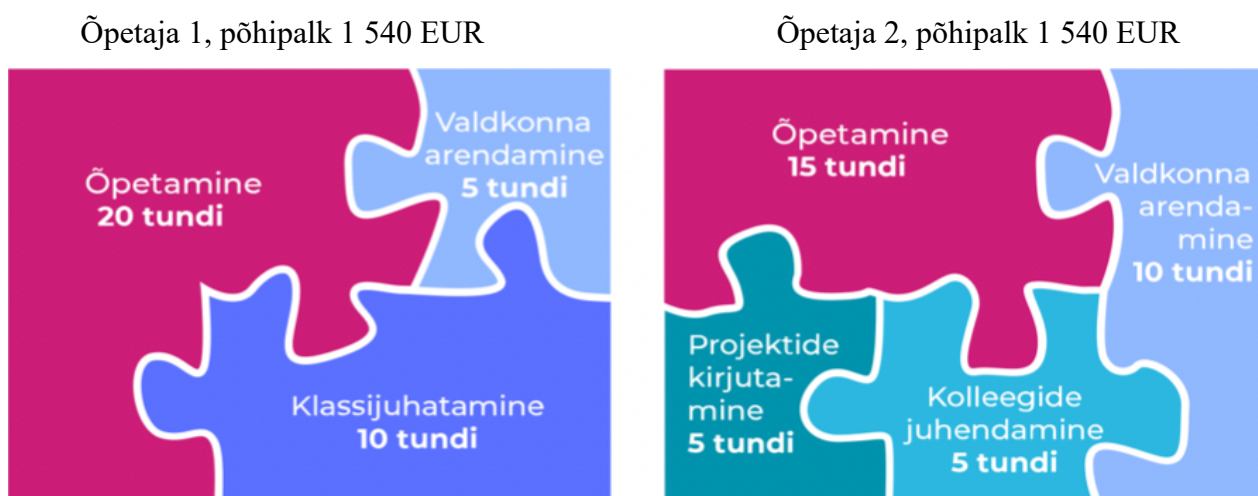 Õpetaja 1, põhipalk 1 540 EUR
Õpetamine
20 tundi
Valdkonna
arendamine
5 tundi
Klassijuhatamine
10 tundi
Õpetaja 2, põhipalk 1 540 EUR
Õpetamine
15 tundi
Valdkonna
arenda-
mine
10 tundi
Projektide
kirjuta-
mine
5 tundi
Kolleegide
juhendamine
5 tundi